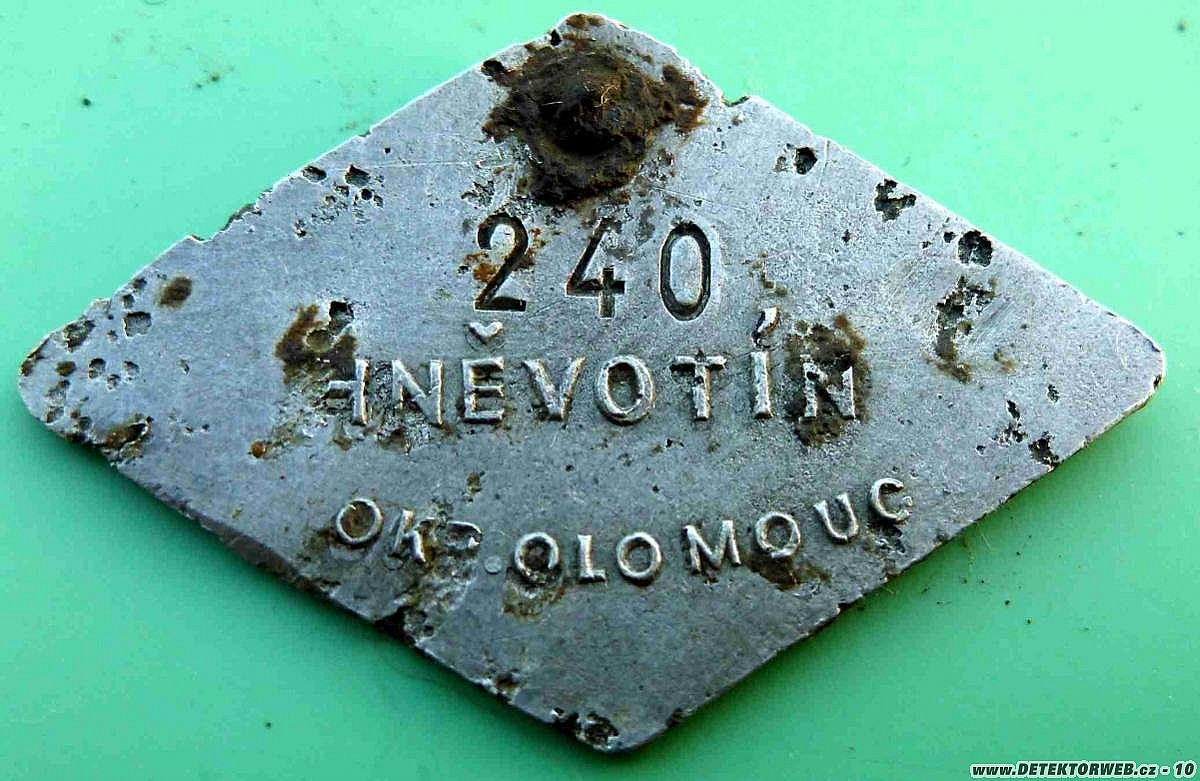 240
HNĚVOTÍN
OKR. OLOMOUC
www.DETEKTORWEB.cz - 10